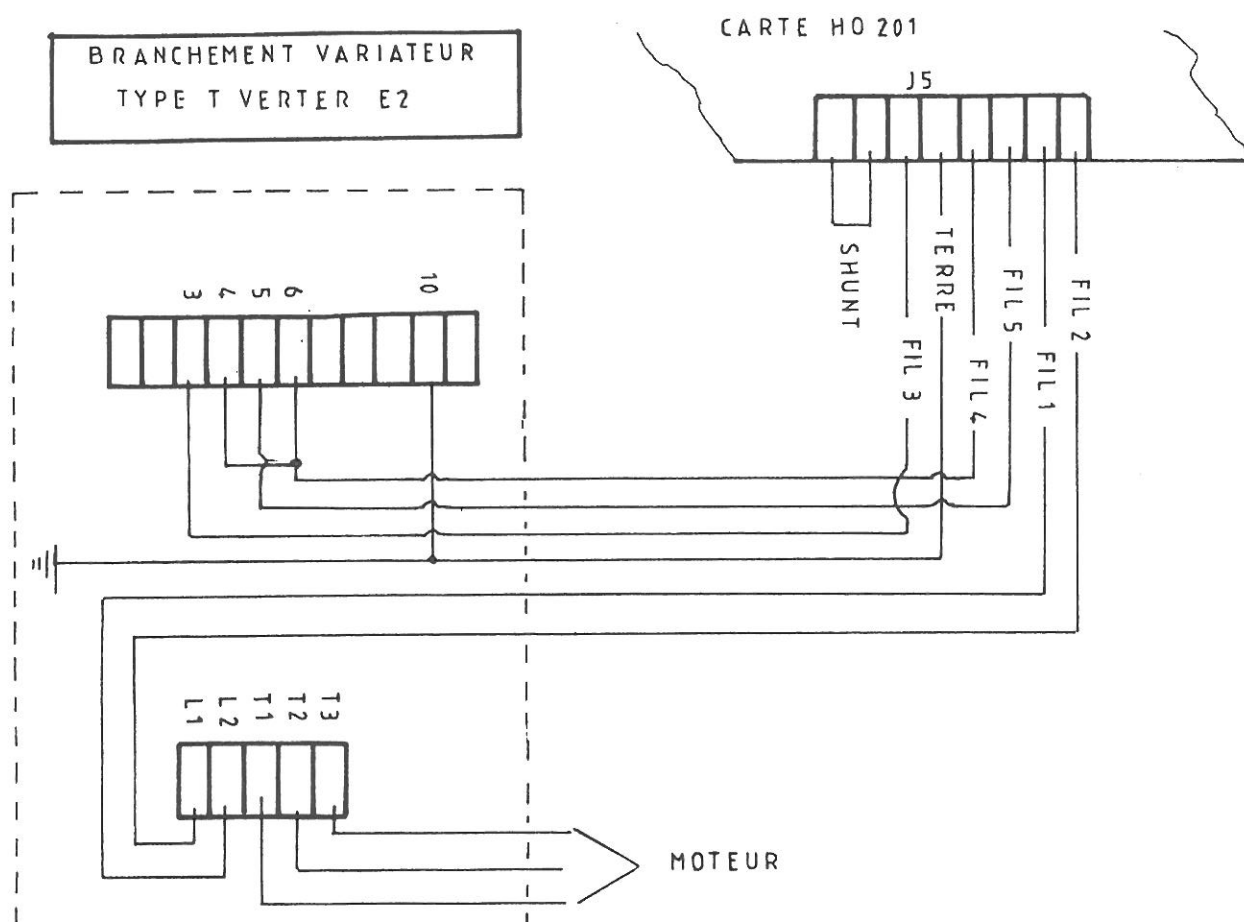 BRANCHEMENT VARIATEUR
TYPE T VERTER E2
CARTE HO 201
J5
SHUNT
FIL 3
TERRE
FIL 4
FIL 5
FIL 1
FIL 2
3
4
5
6
10
L1
L2
T1
T2
T3
MOTEUR